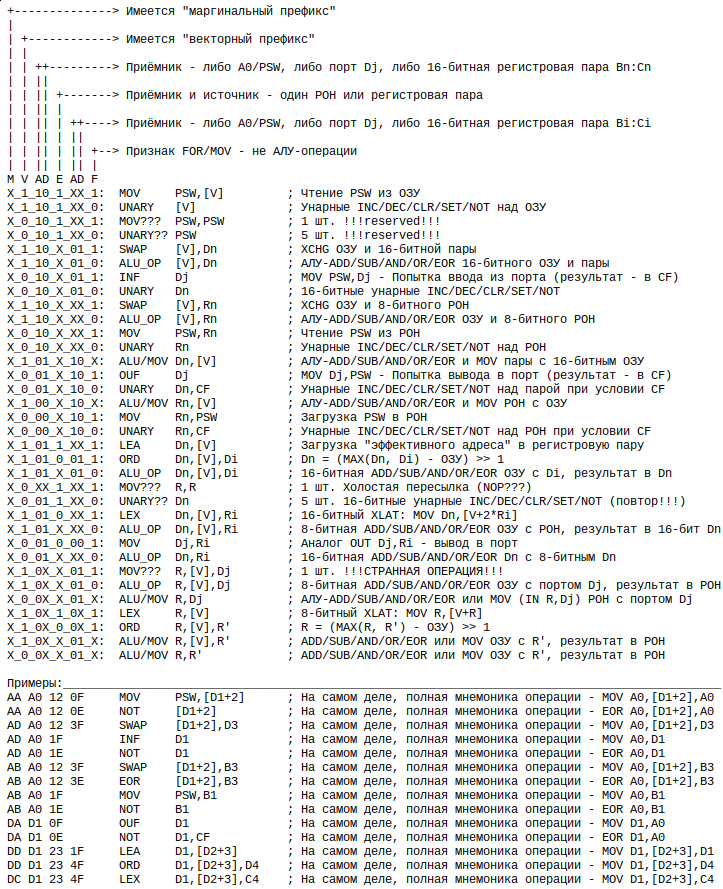 +--------------> Имеется "маргинальный префикс"
|
| +------------> Имеется "векторный префикс"
| |
| | ++---------> Приёмник - либо A0/PSW, либо порт Dj, либо 16-битная регистровая пара Bn:Cn
| | ||
| | || +-------> Приёмник и источник - один РОН или регистровая пара
| | || |
| | || | ++----> Приёмник - либо A0/PSW, либо порт Dj, либо 16-битная регистровая пара Bi:Ci
| | || | ||
| | || | || +--> Признак FOR/MOV - не АЛУ-операции
| | || | || |
M V AD E AD F
X_1_10_1_XX_1:  MOV     PSW,[V]         ; Чтение PSW из ОЗУ
X_1_10_1_XX_0:  UNARY   [V]             ; Унарные INC/DEC/CLR/SET/NOT над ОЗУ
X_0_10_1_XX_1:  MOV???  PSW,PSW         ; 1 шт. !!!reserved!!!
X_0_10_1_XX_0:  UNARY?? PSW             ; 5 шт. !!!reserved!!!
X_1_10_X_01_1:  SWAP    [V],Dn          ; XCHG ОЗУ и 16-битной пары
X_1_10_X_01_0:  ALU_OP  [V],Dn          ; АЛУ-ADD/SUB/AND/OR/EOR 16-битного ОЗУ и пары
X_0_10_X_01_1:  INF     Dj              ; MOV PSW,Dj - Попытка ввода из порта (результат - в CF)
X_0_10_X_01_0:  UNARY   Dn              ; 16-битные унарные INC/DEC/CLR/SET/NOT
X_1_10_X_XX_1:  SWAP    [V],Rn          ; XCHG ОЗУ и 8-битного РОН
X_1_10_X_XX_0:  ALU_OP  [V],Rn          ; АЛУ-ADD/SUB/AND/OR/EOR ОЗУ и 8-битного РОН
X_0_10_X_XX_1:  MOV     PSW,Rn          ; Чтение PSW из РОН
X_0_10_X_XX_0:  UNARY   Rn              ; Унарные INC/DEC/CLR/SET/NOT над РОН
X_1_01_X_10_X:  ALU/MOV Dn,[V]          ; АЛУ-ADD/SUB/AND/OR/EOR и MOV пары с 16-битным ОЗУ
X_0_01_X_10_1:  OUF     Dj              ; MOV Dj,PSW - Попытка вывода в порт (результат - в CF)
X_0_01_X_10_0:  UNARY   Dn,CF           ; Унарные INC/DEC/CLR/SET/NOT над парой при условии CF
X_1_00_X_10_X:  ALU/MOV Rn,[V]          ; АЛУ-ADD/SUB/AND/OR/EOR и MOV РОН с ОЗУ
X_0_00_X_10_1:  MOV     Rn,PSW          ; Загрузка PSW в РОН
X_0_00_X_10_0:  UNARY   Rn,CF           ; Унарные INC/DEC/CLR/SET/NOT над РОН при условии CF
X_1_01_1_XX_1:  LEA     Dn,[V]          ; Загрузка "эффективного адреса" в регистровую пару
X_1_01_0_01_1:  ORD     Dn,[V],Di       ; Dn = (MAX(Dn, Di) - ОЗУ) >> 1
X_1_01_X_01_0:  ALU_OP  Dn,[V],Di       ; 16-битная ADD/SUB/AND/OR/EOR ОЗУ с Di, результат в Dn
X_0_XX_1_XX_1:  MOV???  R,R             ; 1 шт. Холостая пересылка (NOP???)
X_0_01_1_XX_0:  UNARY?? Dn              ; 5 шт. 16-битные унарные INC/DEC/CLR/SET/NOT (повтор!!!)
X_1_01_0_XX_1:  LEX     Dn,[V],Ri       ; 16-битный XLAT: MOV Dn,[V+2*Ri]
X_1_01_X_XX_0:  ALU_OP  Dn,[V],Ri       ; 8-битная ADD/SUB/AND/OR/EOR ОЗУ с РОН, результат в 16-бит Dn
X_0_01_0_00_1:  MOV     Dj,Ri           ; Аналог OUT Dj,Ri - вывод в порт
X_0_01_X_XX_0:  ALU_OP  Dn,Ri           ; 16-битная ADD/SUB/AND/OR/EOR Dn с 8-битным Dn
X_1_0X_X_01_1:  MOV???  R,[V],Dj        ; 1 шт. !!!СТРАННАЯ ОПЕРАЦИЯ!!!
X_1_0X_X_01_0:  ALU_OP  R,[V],Dj        ; 8-битная ADD/SUB/AND/OR/EOR ОЗУ с портом Dj, результат в РОН
X_0_0X_X_01_X:  ALU/MOV R,Dj            ; АЛУ-ADD/SUB/AND/OR/EOR или MOV (IN R,Dj) РОН с портом Dj
X_1_0X_1_0X_1:  LEX     R,[V]           ; 8-битный XLAT: MOV R,[V+R]
X_1_0X_0_0X_1:  ORD     R,[V],R'        ; R = (MAX(R, R') - ОЗУ) >> 1
X_1_0X_X_01_X:  ALU/MOV R,[V],R'        ; ADD/SUB/AND/OR/EOR или MOV ОЗУ с R', результат в РОН
X_0_0X_X_01_X:  ALU/MOV R,R'            ; ADD/SUB/AND/OR/EOR или MOV ОЗУ с R', результат в РОН
Примеры:
AA A0 12 0F     MOV     PSW,[D1+2]      ; На самом деле, полная мнемоника операции - MOV A0,[D1+2],A0
AA A0 12 0E     NOT     [D1+2]          ; На самом деле, полная мнемоника операции - EOR A0,[D1+2],A0
AD A0 12 3F     SWAP    [D1+2],D3       ; На самом деле, полная мнемоника операции - MOV A0,[D1+2],D3
AD A0 1F        INF     D1              ; На самом деле, полная мнемоника операции - MOV A0,D1
AD A0 1E        NOT     D1              ; На самом деле, полная мнемоника операции - EOR A0,D1
AB A0 12 3F     SWAP    [D1+2],B3       ; На самом деле, полная мнемоника операции - MOV A0,[D1+2],B3
AB A0 12 3E     EOR     [D1+2],B3       ; На самом деле, полная мнемоника операции - EOR A0,[D1+2],B3
AB A0 1F        MOV     PSW,B1          ; На самом деле, полная мнемоника операции - MOV A0,B1
AB A0 1E        NOT     B1              ; На самом деле, полная мнемоника операции - EOR A0,B1
DA D1 0F        OUF     D1              ; На самом деле, полная мнемоника операции - MOV D1,A0
DA D1 0E        NOT     D1,CF           ; На самом деле, полная мнемоника операции - EOR D1,A0
DD D1 23 1F     LEA     D1,[D2+3]       ; На самом деле, полная мнемоника операции - MOV D1,[D2+3],D1
DD D1 23 4F     ORD     D1,[D2+3],D4    ; На самом деле, полная мнемоника операции - MOV D1,[D2+3],D4
DC D1 23 4F     LEX     D1,[D2+3],C4    ; На самом деле, полная мнемоника операции - MOV D1,[D2+3],C4